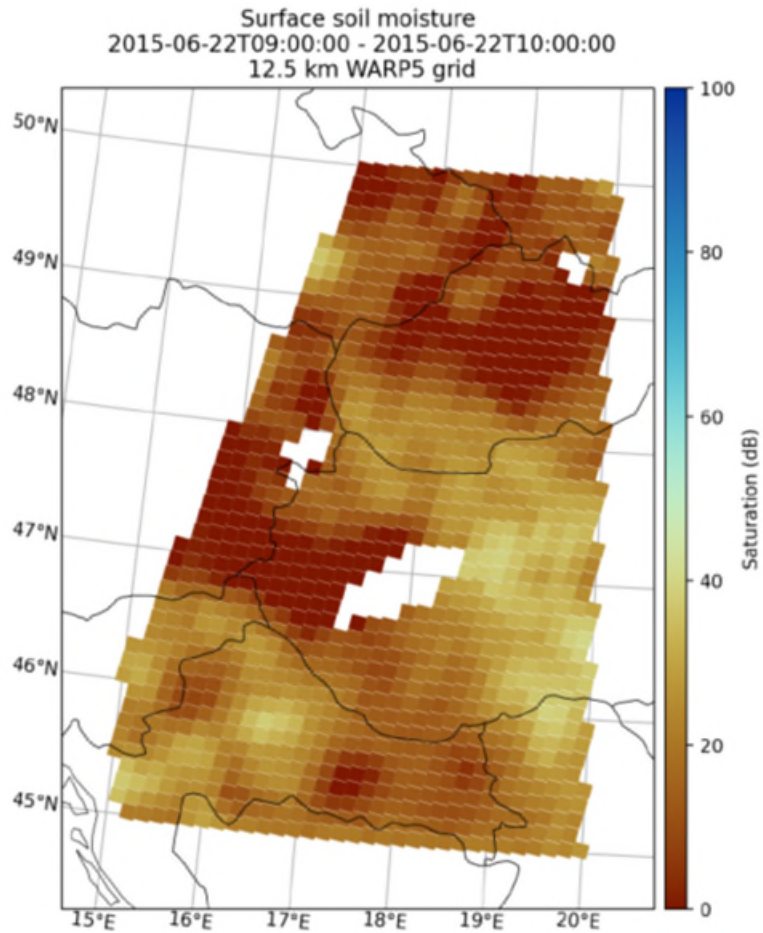 Surface soil moisture
2015-06-22T09:00:00 - 2015-06-22T10:00:00
12.5 km WARP5 grid
50°N
49°N
48°N
47°N
46°N
45°N
15°E
16°E
17°E
18°E
19°E
20°E
100
80
60
40
20
0
Saturation (dB)